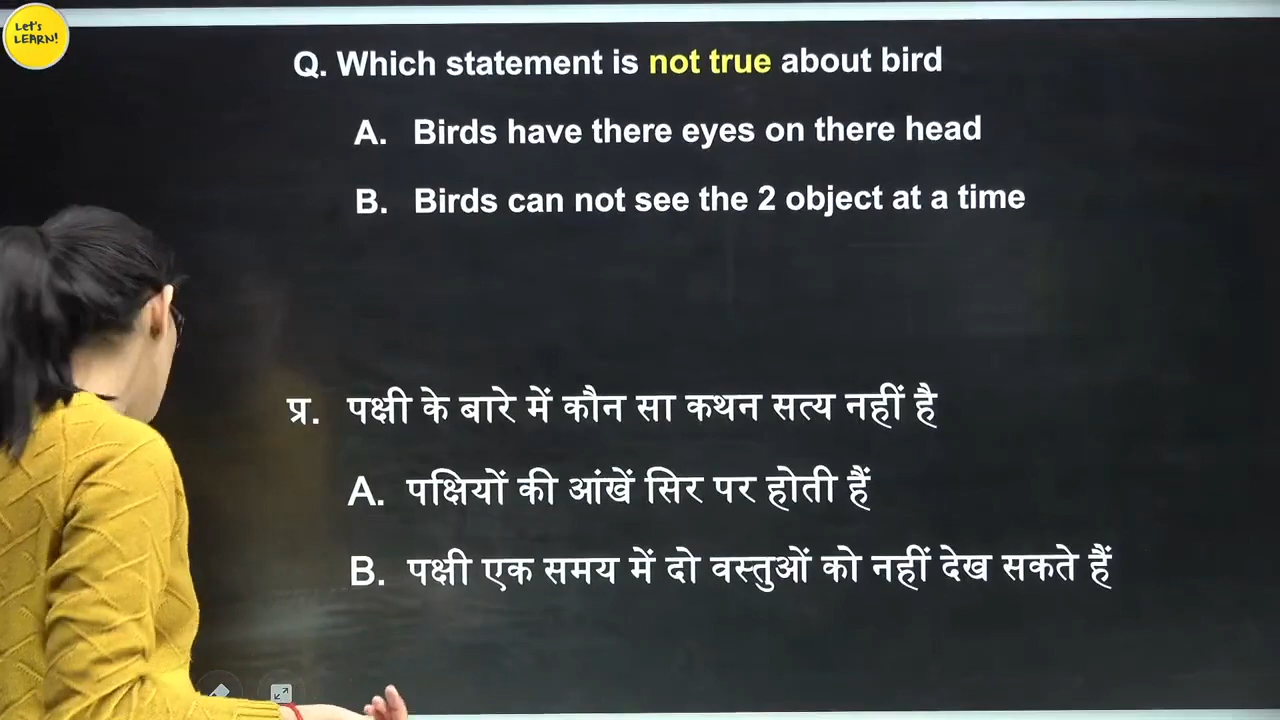 Let's
LEARN!
Q. Which statement is not true about bird
A. Birds have there eyes on there head
B. Birds can not see the 2 object at a time
प्र. पक्षी के बारे में कौन सा कथन सत्य नहीं है
A. पक्षियों की आंखें सिर पर होती हैं
B. पक्षी एक समय में दो वस्तुओं को नहीं देख सकते हैं